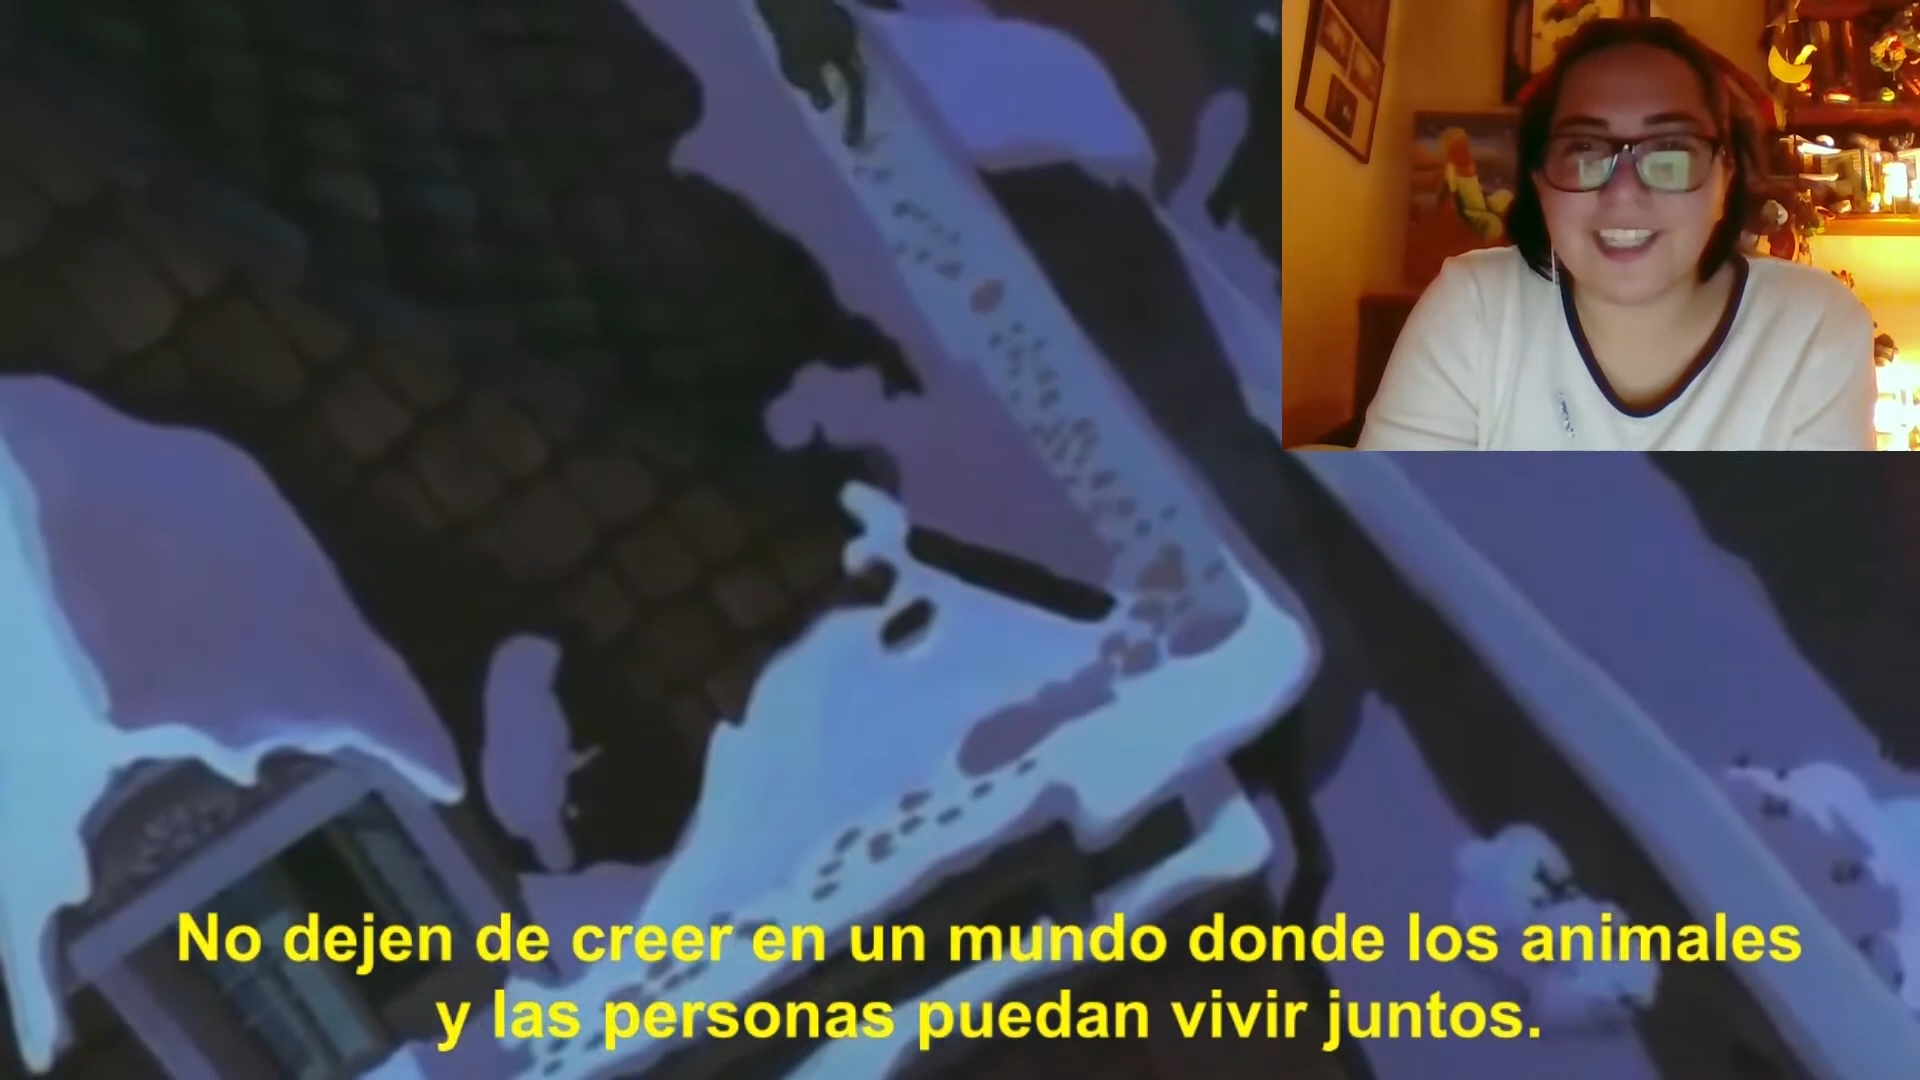 No dejen de creer en un mundo donde los animales
y las personas puedan vivir juntos.